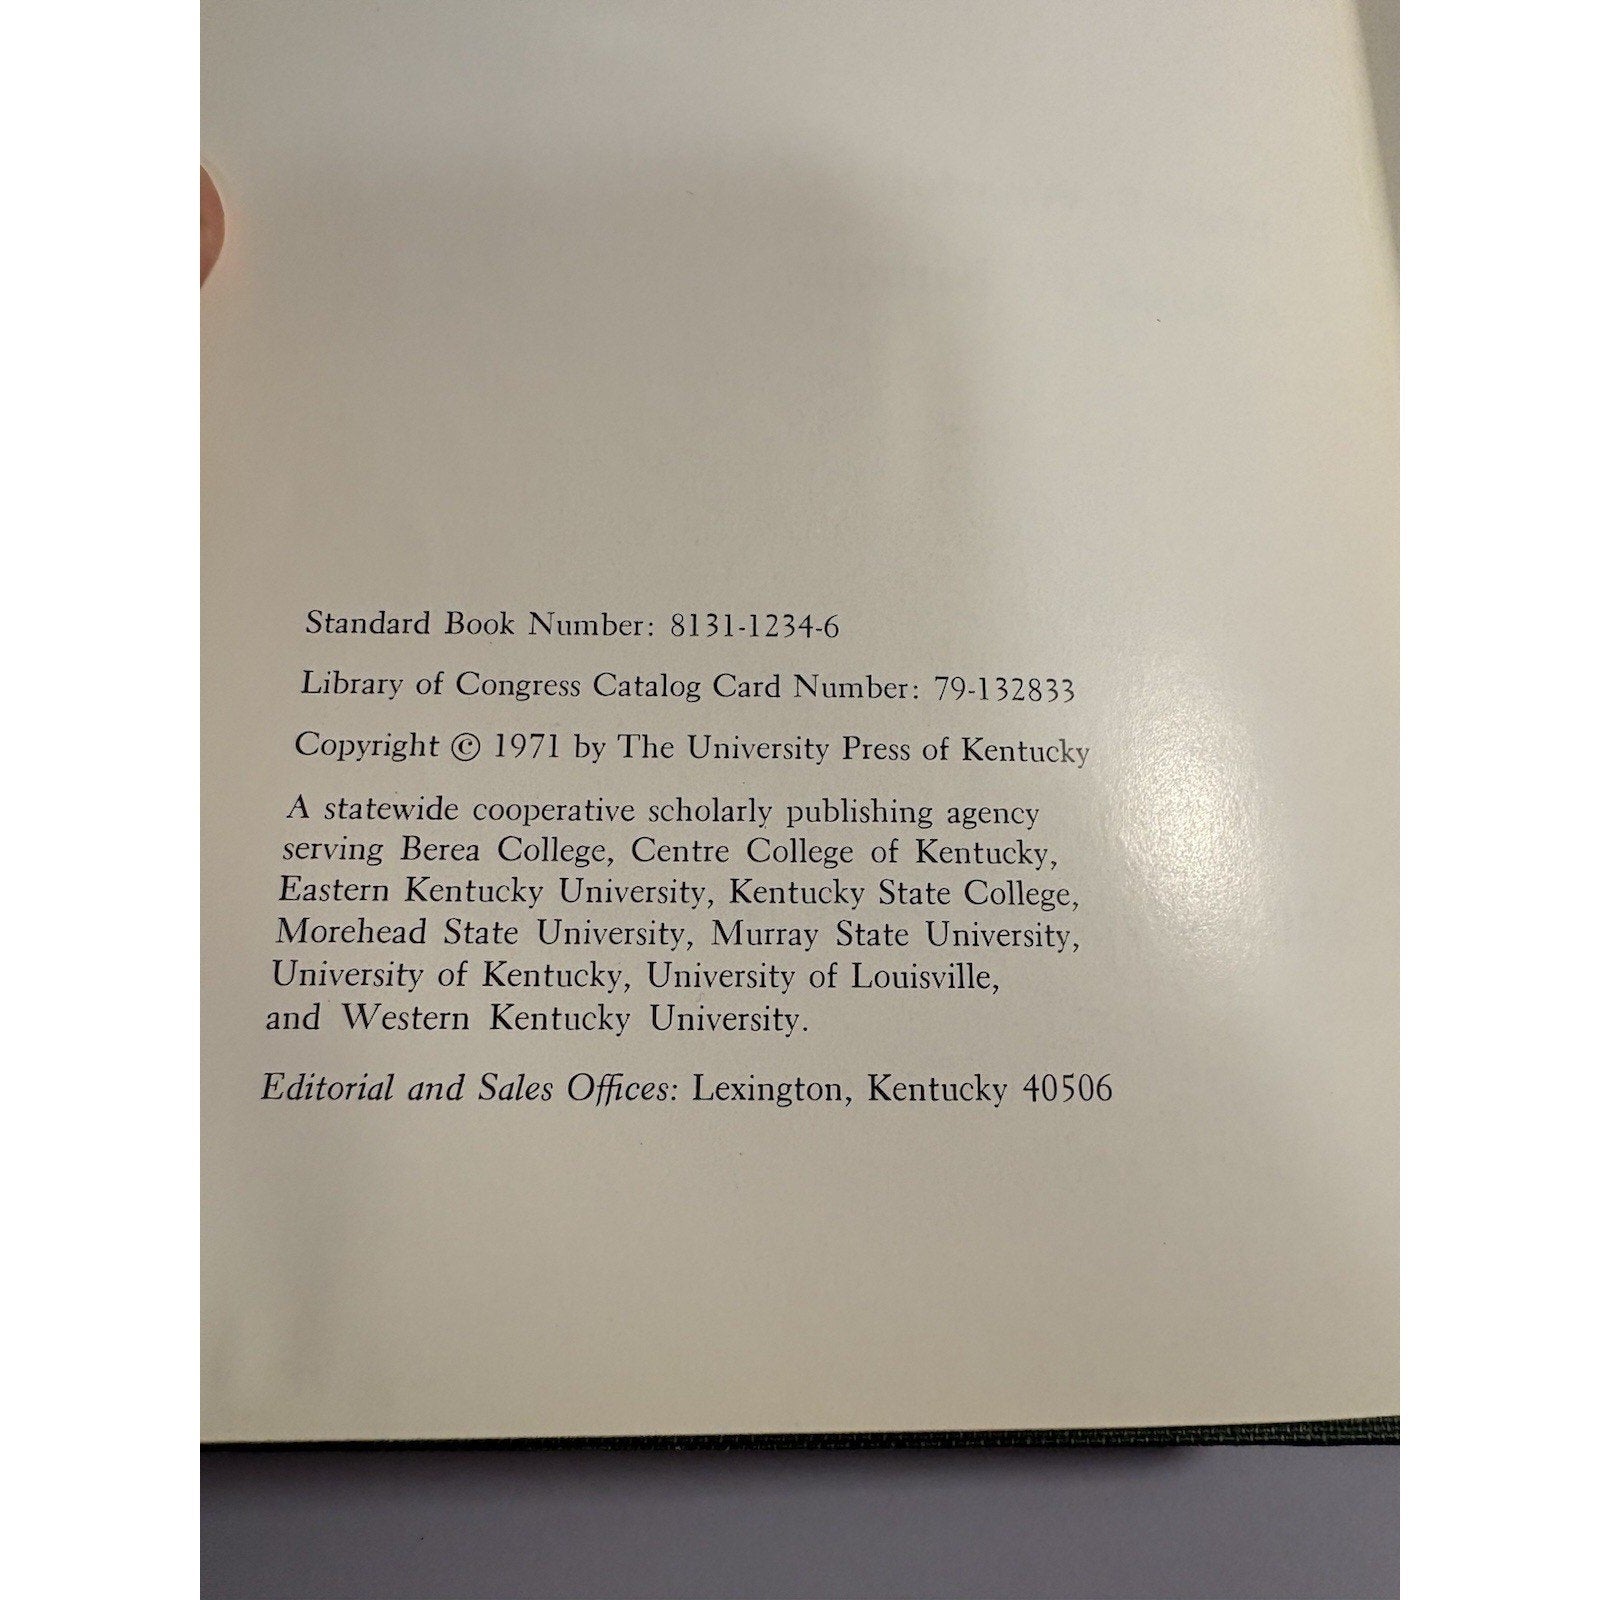 Standard Book Number: 8131-1234-6
Library of Congress Catalog Card Number: 79-132833
Copyright © 1971 by The University Press of Kentucky
A statewide cooperative scholarly publishing agency
serving Berea College, Centre College of Kentucky,
Eastern Kentucky University, Kentucky State College,
Morehead State University, Murray State University,
University of Kentucky, University of Louisville,
and Western Kentucky University.
Editorial and Sales Offices: Lexington, Kentucky 40506